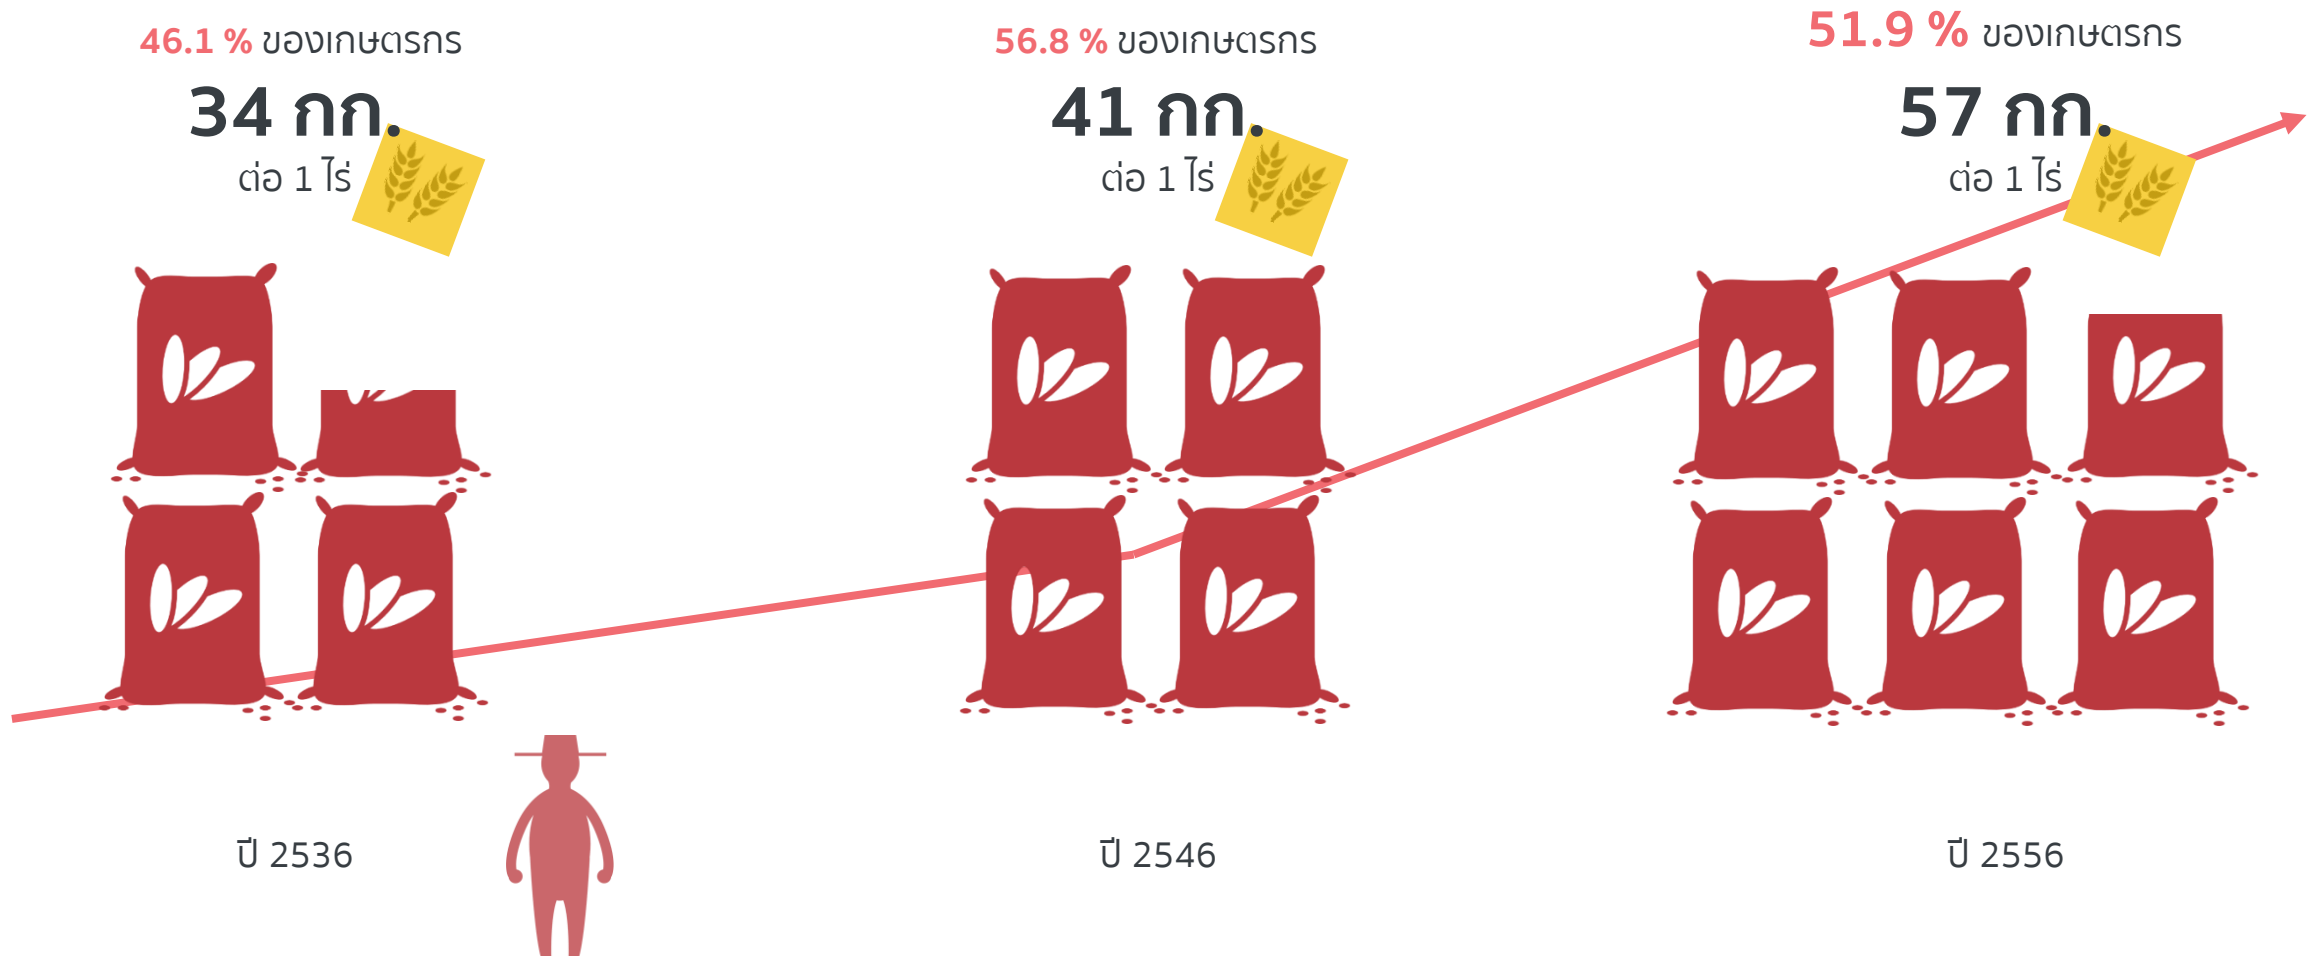 46.1 % ของเกษตรกร
34 กก.
ต่อ 1 ไร่
ปี 2536
56.8 % ของเกษตรกร
41 กก.
ต่อ 1 ไร่
ปี 2546
51.9 % ของเกษตรกร
57 กก.
ต่อ 1 ไร่
ปี 2556